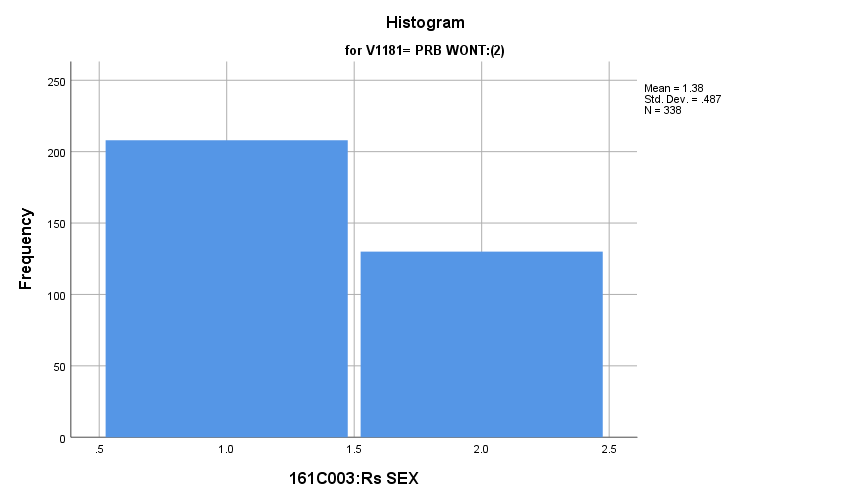 Histogram
for V1181= PRB WONT:(2)
Mean = 1.38
Std. Dev. = .487
N = 338
Frequency
250
200
150
100
50
0
.5 1.0 1.5 2.0 2.5
161C003:Rs SEX